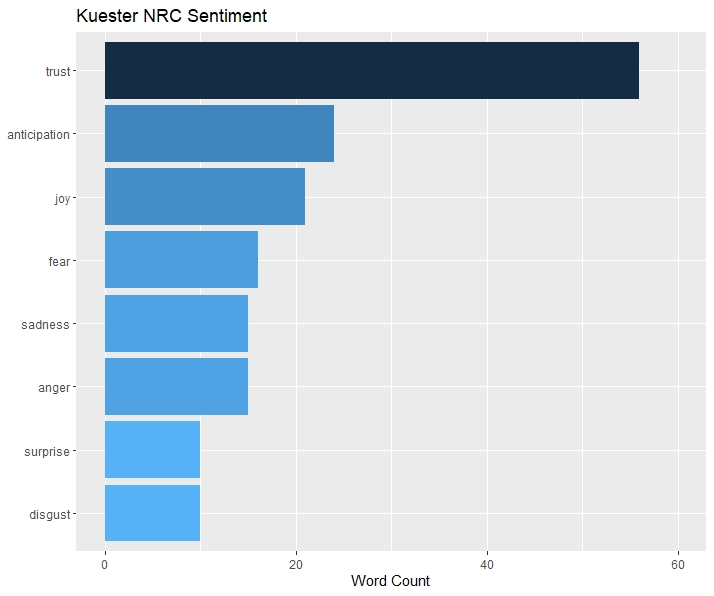 Kuester NRC Sentiment
trust
anticipation
joy
fear
sadness
anger
surprise
disgust
0 20 40 60
Word Count